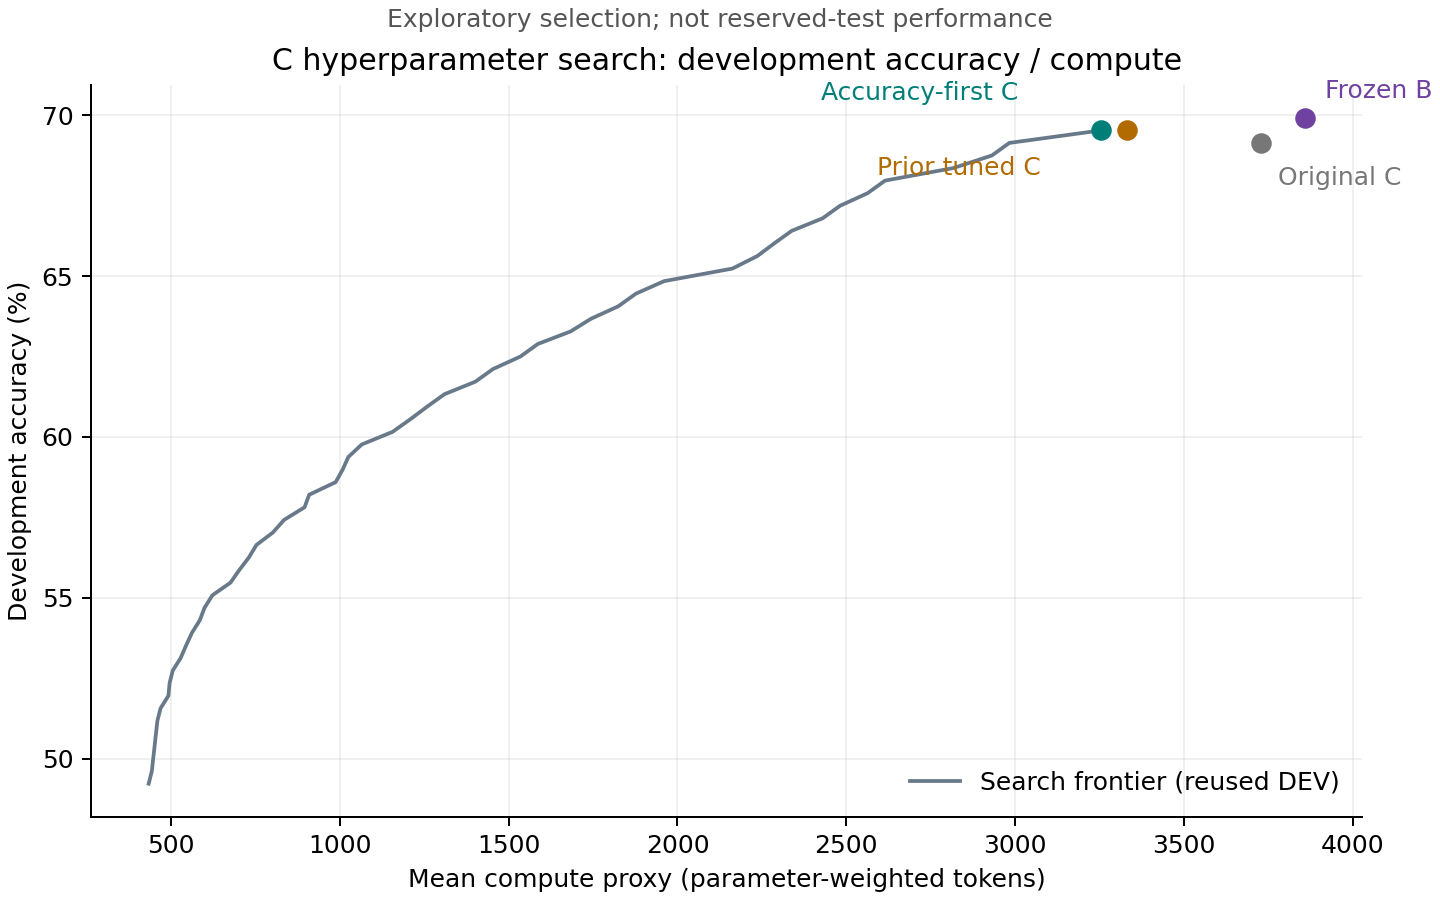 Exploratory selection; not reserved-test performance
C hyperparameter search: development accuracy / compute
Accuracy-first C
Frozen B
Prior tuned C
Original C
Development accuracy (%)
70
65
60
55
50
Search frontier (reused DEV)
500 1000 1500 2000 2500 3000 3500 4000
Mean compute proxy (parameter-weighted tokens)